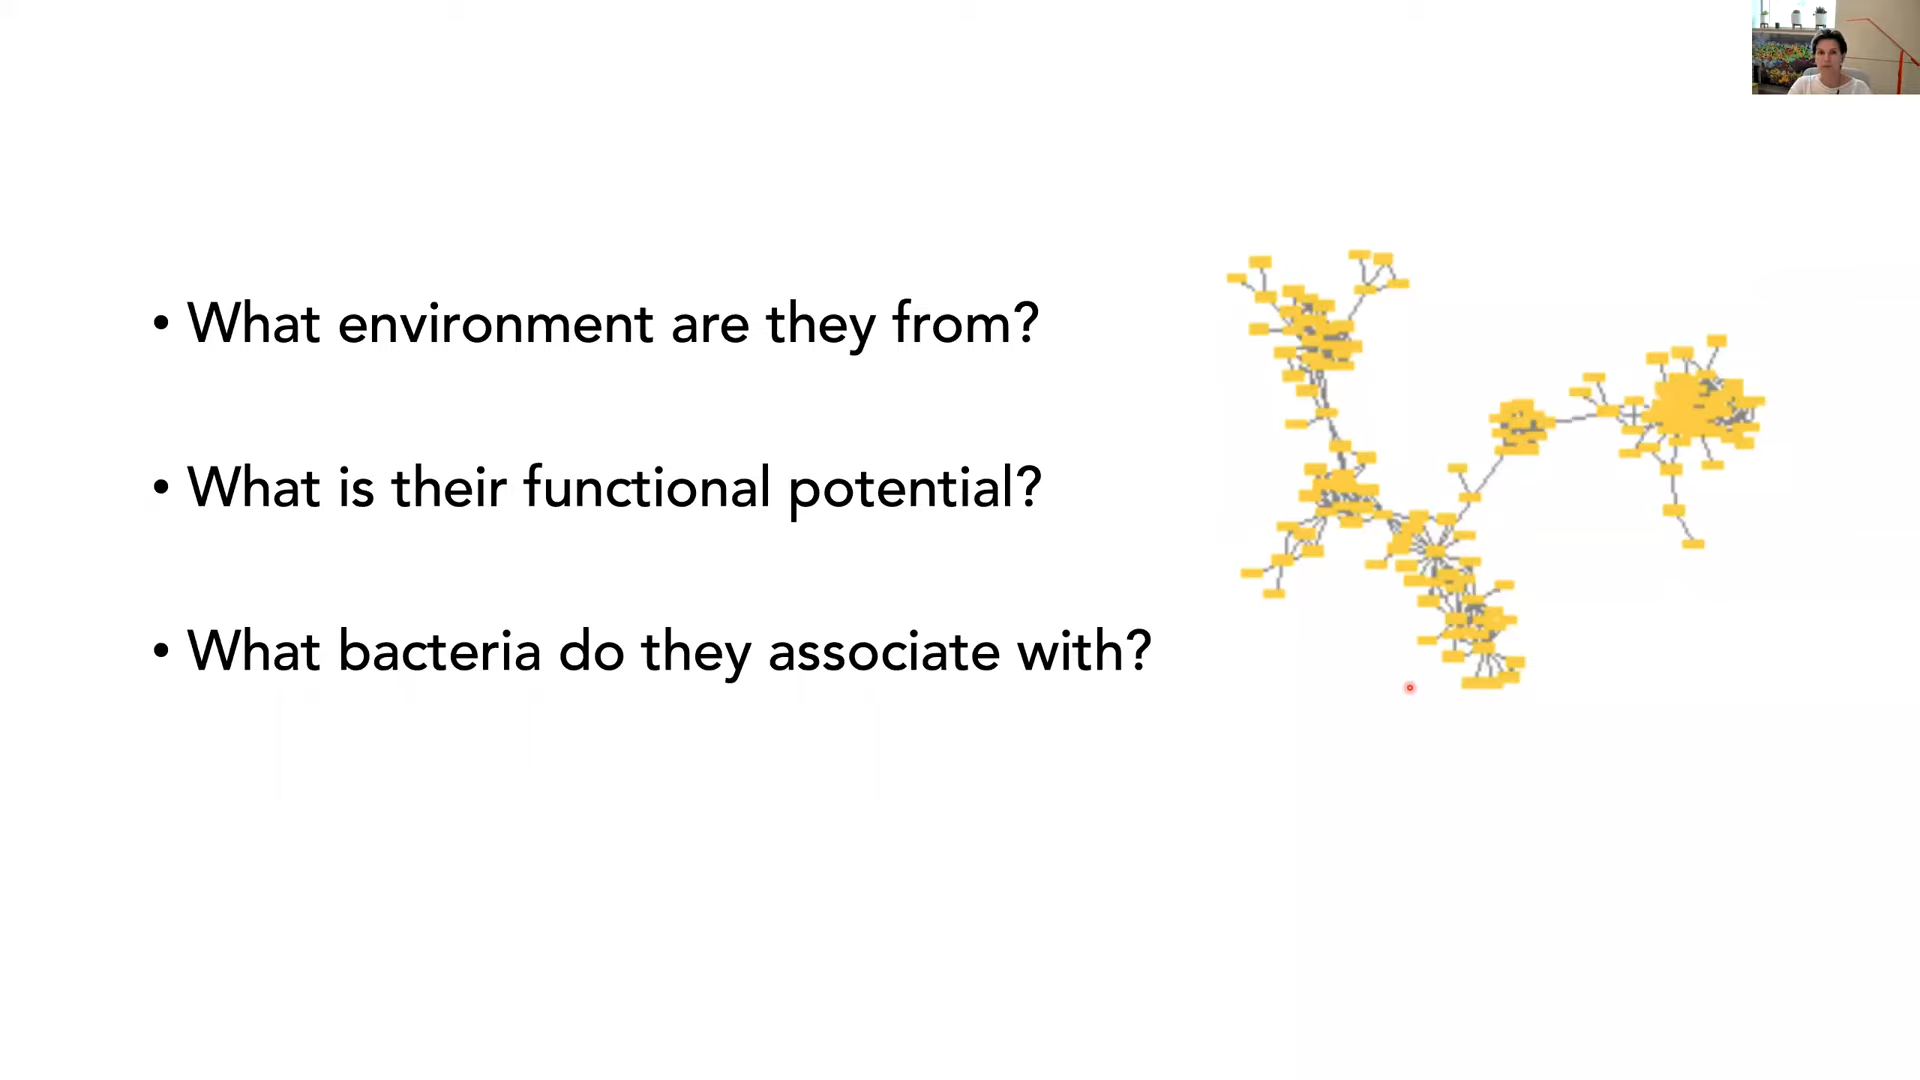 • What environment are they from?
• What is their functional potential?
• What bacteria do they associate with?